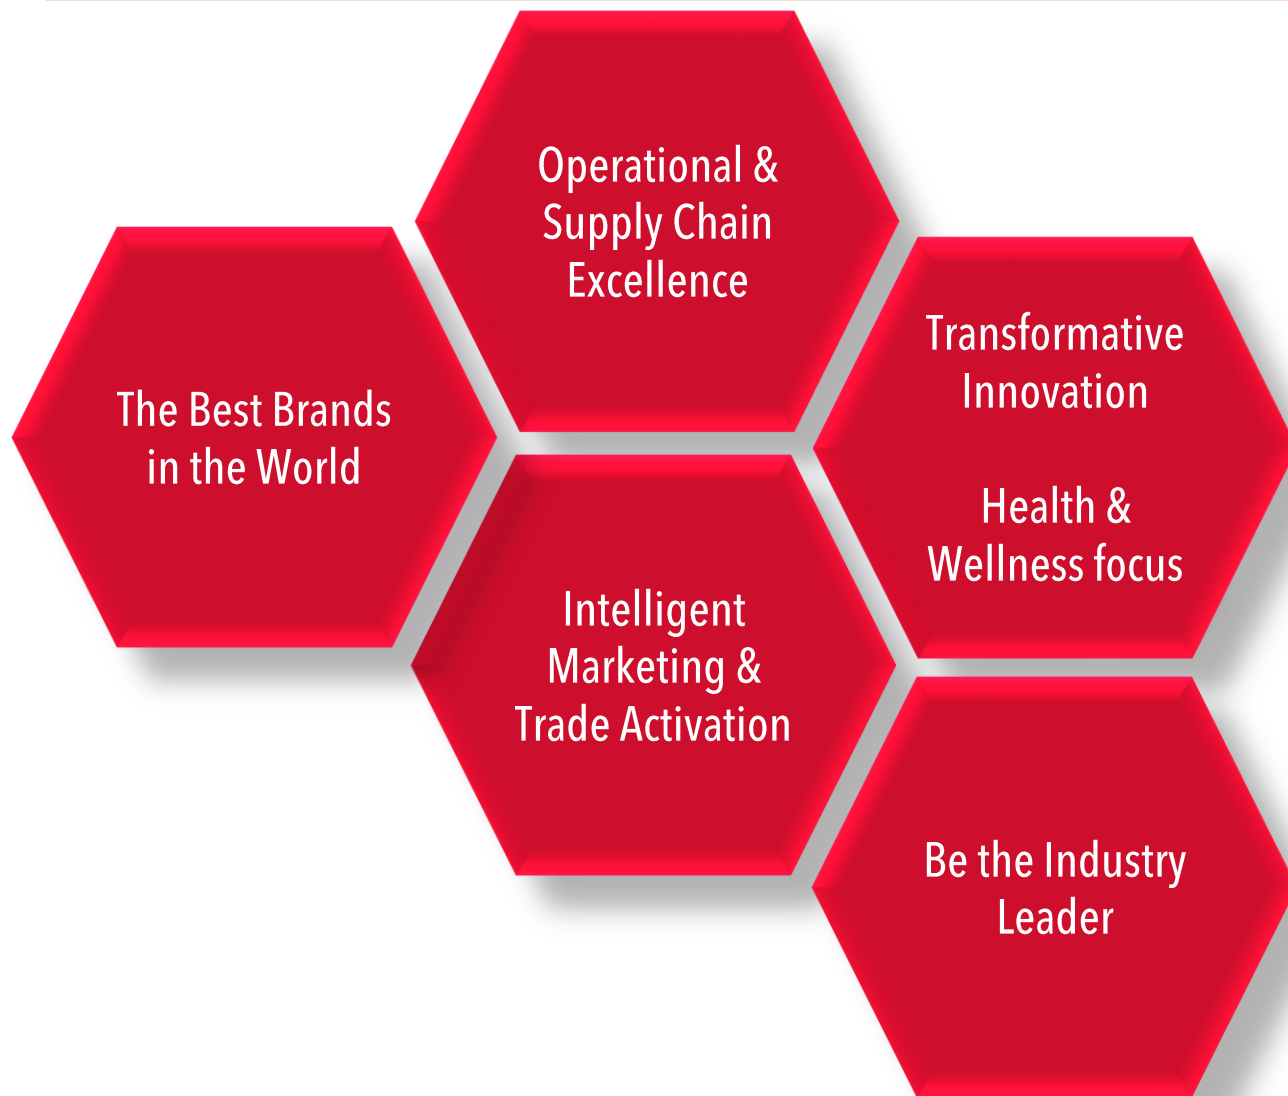 Operational &
Supply Chain
Excellence
The Best Brands
in the World
Transformative
Innovation
Health &
Wellness focus
Intelligent
Marketing &
Trade Activation
Be the Industry
Leader